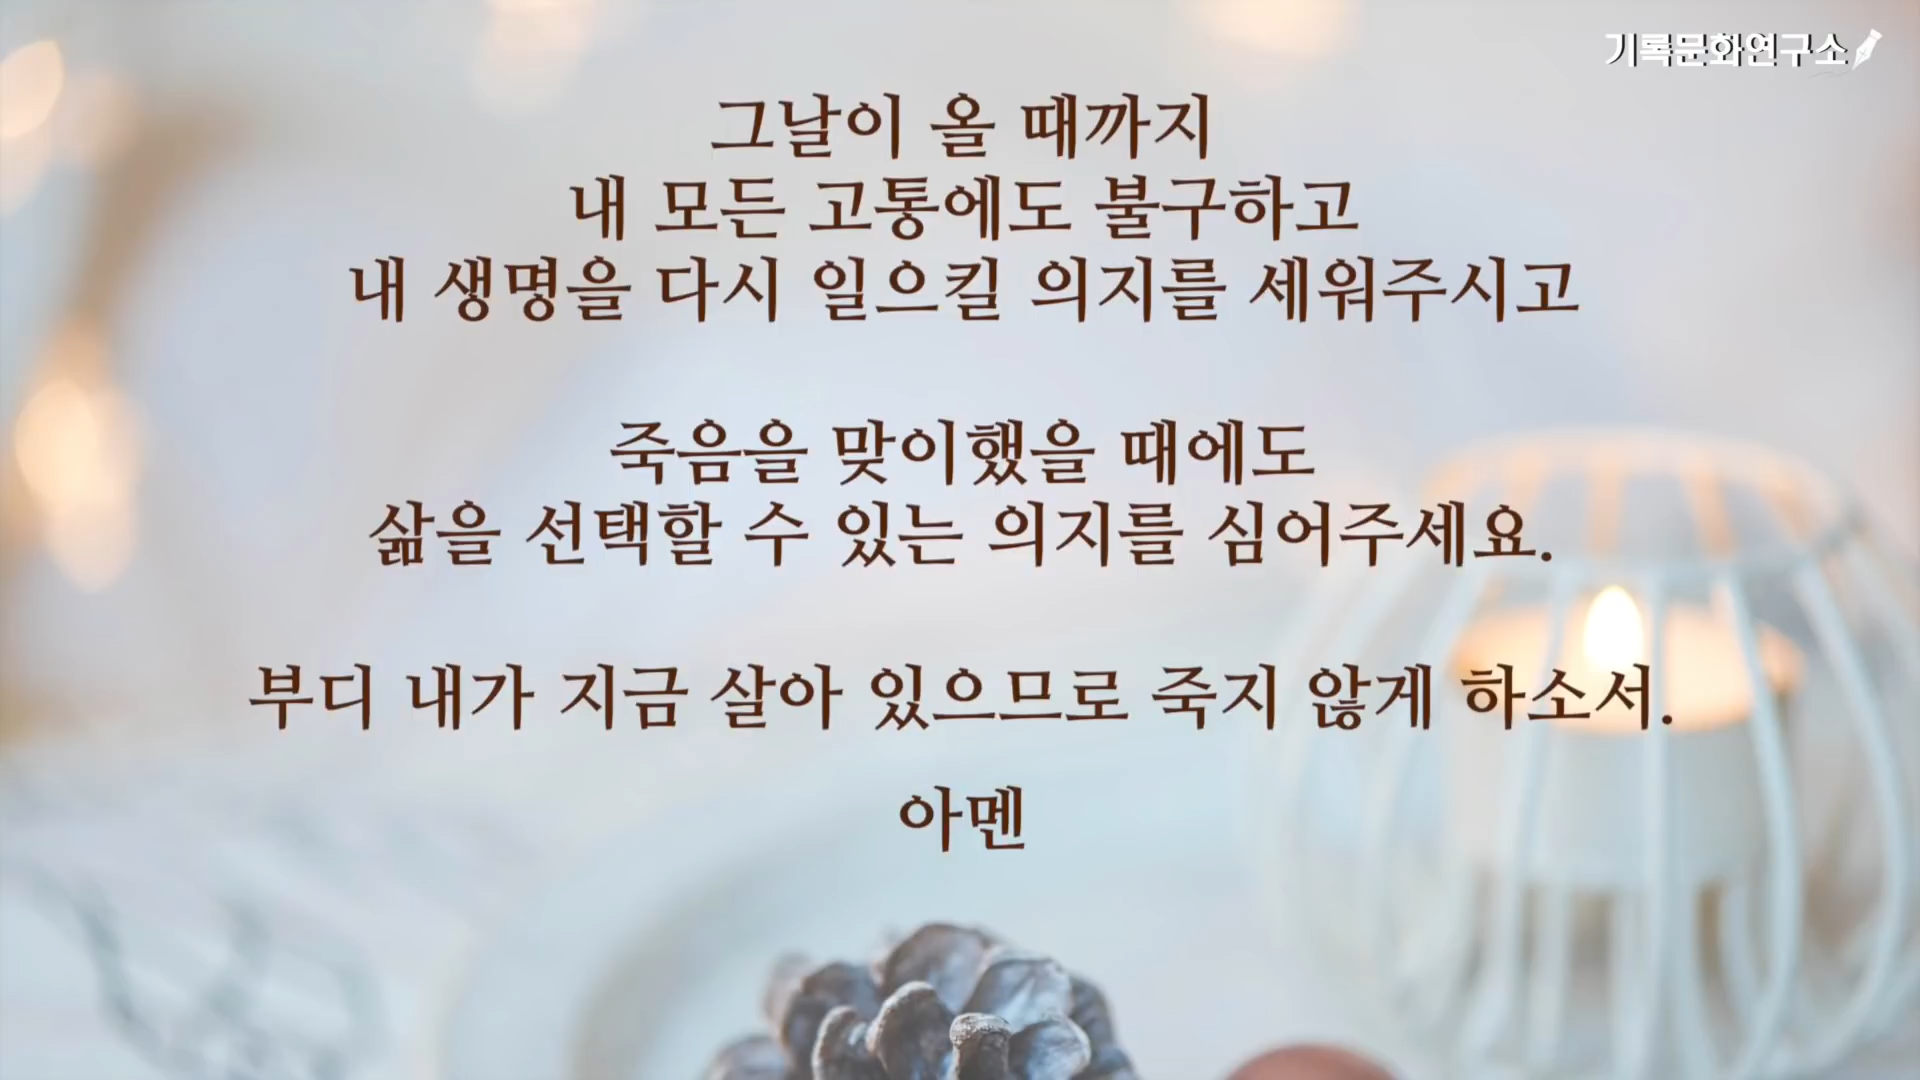 기록문화연구소
그날이 올 때까지
내 모든 고통에도 불구하고
내 생명을 다시 일으킬 의지를 세워주시고
죽음을 맞이했을 때에도
삶을 선택할 수 있는 의지를 심어주세요.
부디 내가 지금 살아 있으므로 죽지 않게 하소서.
아멘